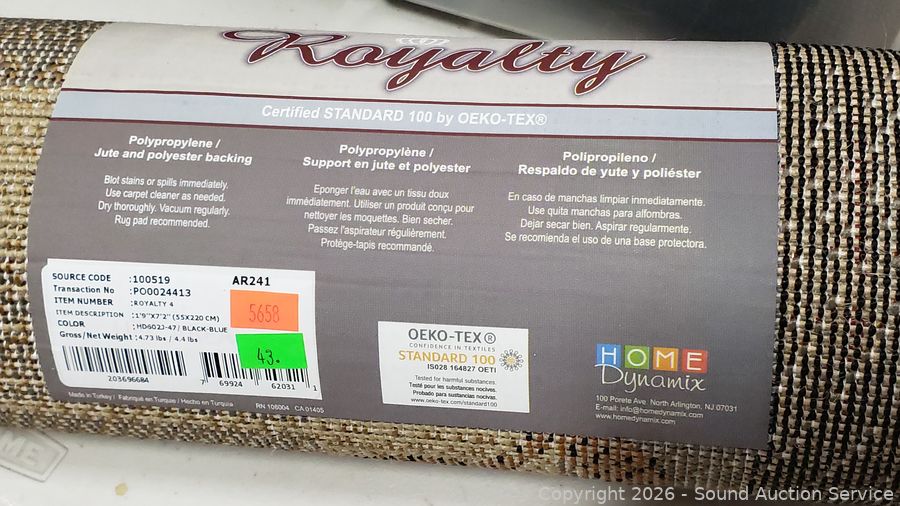 Royalty
Certified STANDARD 100 by OEKO-TEX®
Polypropylene /
Jute and polyester backing
Blot stains or spills immediately.
Use carpet cleaner as needed.
Dry thoroughly. Vacuum regularly.
Rug pad recommended.
Polypropylène /
Support en jute et polyester
Eponger l'eau avec un tissu doux
immédiatement. Utiliser un produit conçu pour
nettoyer les moquettes. Bien secher.
Passez l'aspirateur régulièrement.
Protège-tapis recommandé.
Polipropileno /
Respaldo de yute y poliéster
En caso de manchas limpiar inmediatamente.
Use quita manchas para alfombras.
Dejar secar bien. Aspirar regularmente.
Se recomienda el uso de una base protectora.
SOURCE CODE :100519 AR241
Transaction No :PO0024413
ITEM NUMBER :ROYALTY 4
ITEM DESCRIPTION :1'9"X7'2" (55X220 CM)
COLOR :HD602J-47/ BLACK-BLUE
Gross/Net Weight :4.73 lbs / 4.4 lbs
5658
43.
203696684
7 69924 62031 1
Made in Turkey / Fabriqué en Turquie / Hecho en Turquia
RN 106004 CA 01405
OEKO-TEX®
CONFIDENCE IN TEXTILES
STANDARD 100
IS028 164827 OETI
Tested for harmful substances.
Testé pour les substances nocives.
Probado para sustancias nocivas.
www.oeko-tex.com/standard100
HOME
Dynamix
100 Porete Ave. North Arlington, NJ 07031
E-mail: info@homedynamix.com
www.homedynamix.com
Copyright 2026 - Sound Auction Service